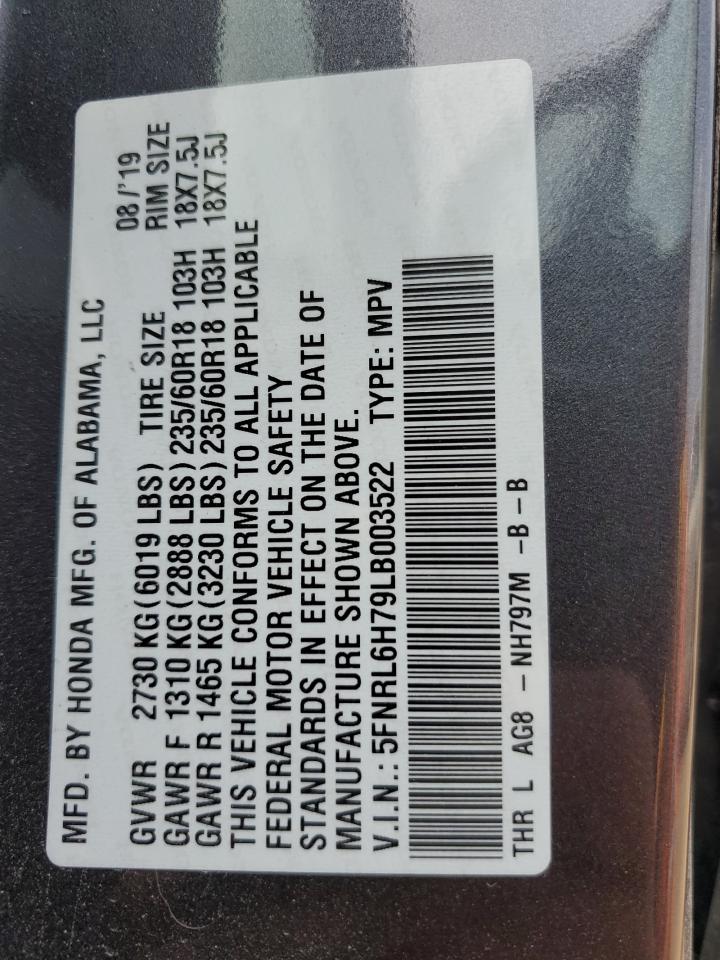 MFD. BY HONDA MFG. OF ALABAMA, LLC
08/'19
GVWR 2730 KG(6019 LBS) TIRE SIZE RIM SIZE
GAWR F 1310 KG(2888 LBS)235/60R18 103H 18X7.5J
GAWR R 1465 KG(3230 LBS)235/60R18 103H 18X7.5J
THIS VEHICLE CONFORMS TO ALL APPLICABLE
FEDERAL MOTOR VEHICLE SAFETY
STANDARDS IN EFFECT ON THE DATE OF
MANUFACTURE SHOWN ABOVE.
V.I.N.: 5FNRL6H79LB003522 TYPE: MPV
THR L AG8 -NH797M -B-B